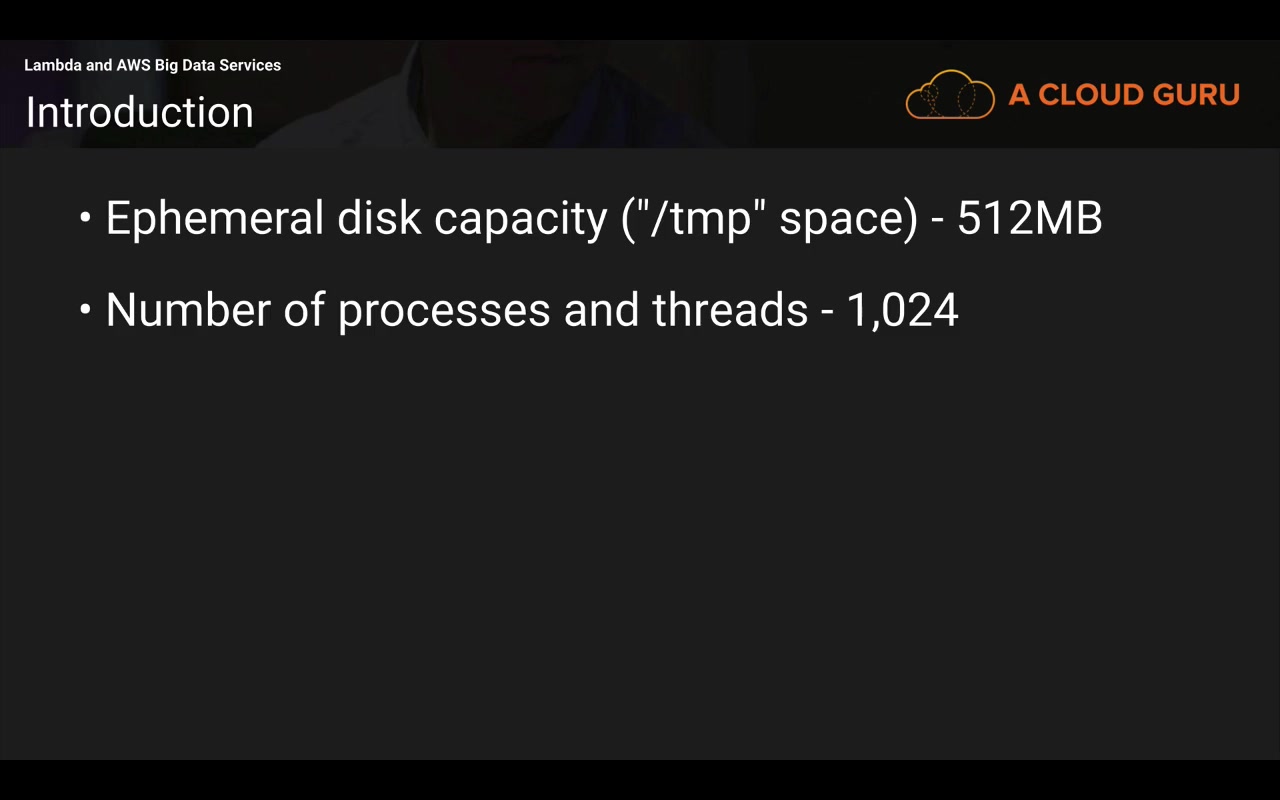 Lambda and AWS Big Data Services
Introduction
A CLOUD GURU
• Ephemeral disk capacity ("/tmp" space) - 512MB
• Number of processes and threads - 1,024